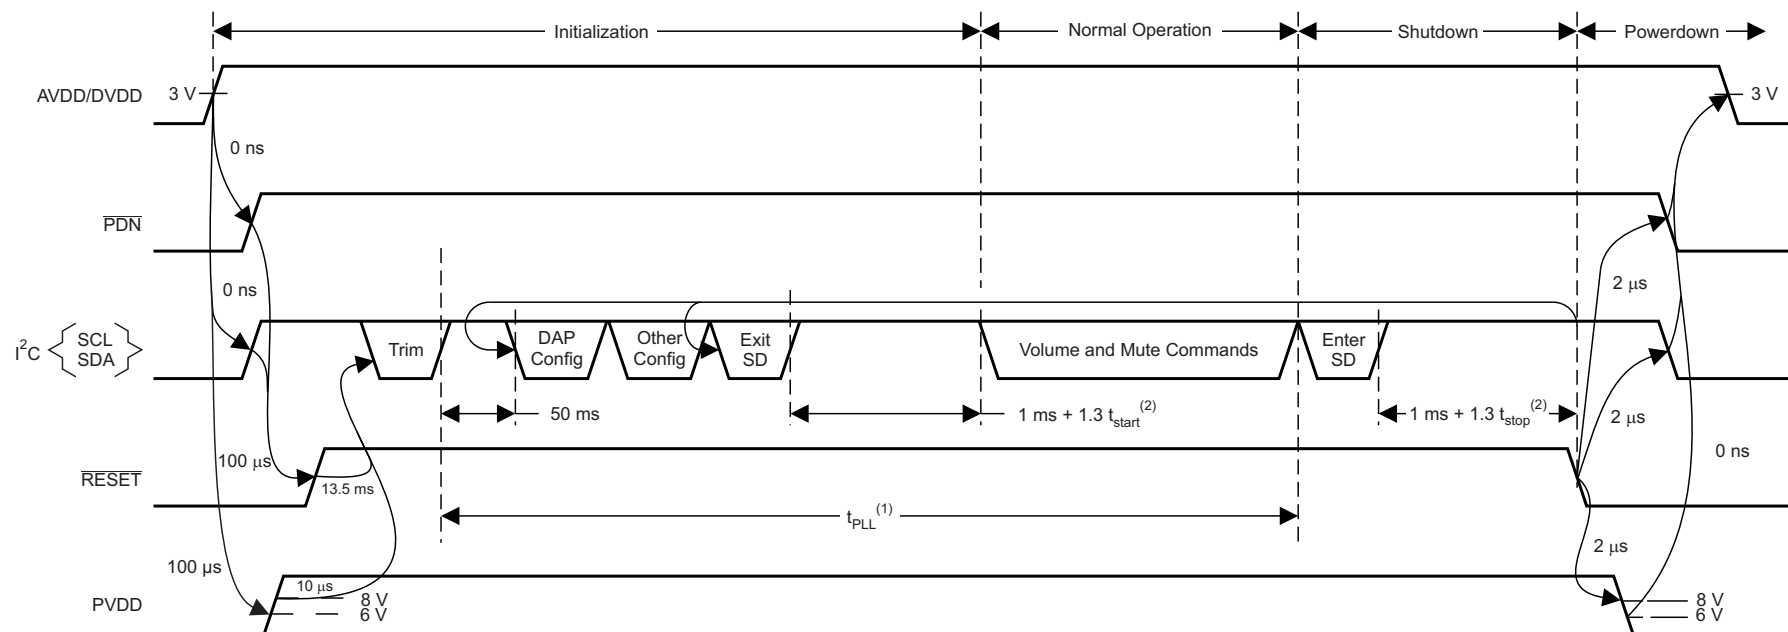 Initialization
Normal Operation
Shutdown
Powerdown
AVDD/DVDD
3 V
3 V
0 ns
PDN
0 ns
2 µs
I²C
SCL
SDA
Trim
DAP
Config
Other
Config
Exit
SD
Volume and Mute Commands
Enter
SD
50 ms
1 ms + 1.3 tstart(2)
1 ms + 1.3 tstop(2)
2 µs
RESET
100 µs
13.5 ms
0 ns
tPLL(1)
2 µs
100 µs
10 µs
PVDD
8 V
6 V
8 V
6 V